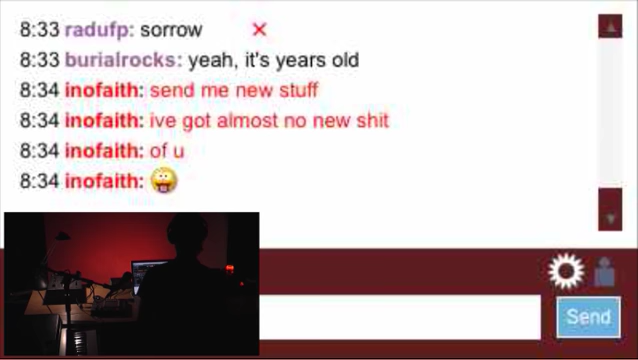 8:33 radufp: sorrow
8:33 burialrocks: yeah, it's years old
8:34 inofaith: send me new stuff
8:34 inofaith: ive got almost no new shit
8:34 inofaith: of u
8:34 inofaith:
Send